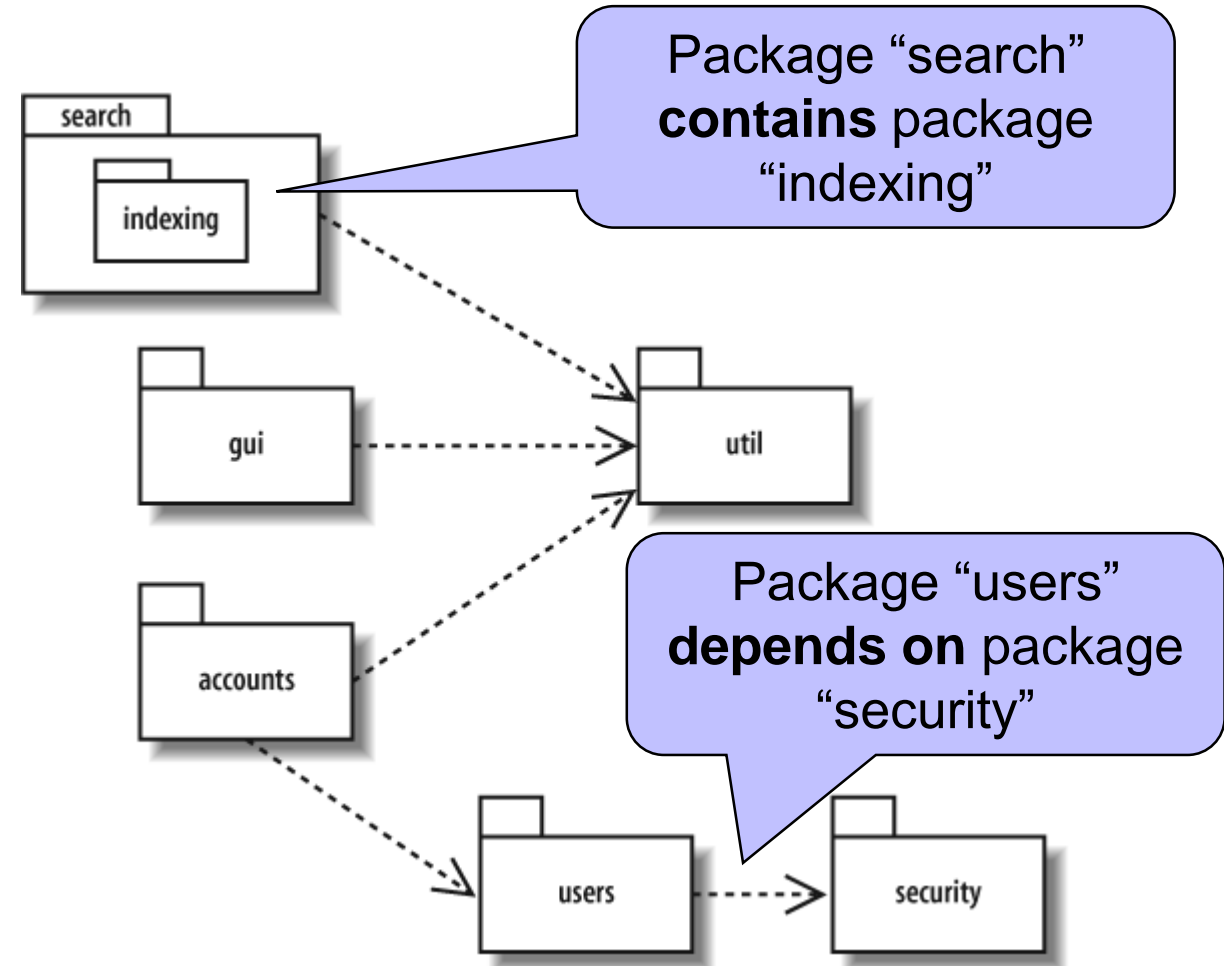 Package “search”
contains package
“indexing”
search
indexing
gui
util
Package “users”
depends on package
“security”
accounts
users
security